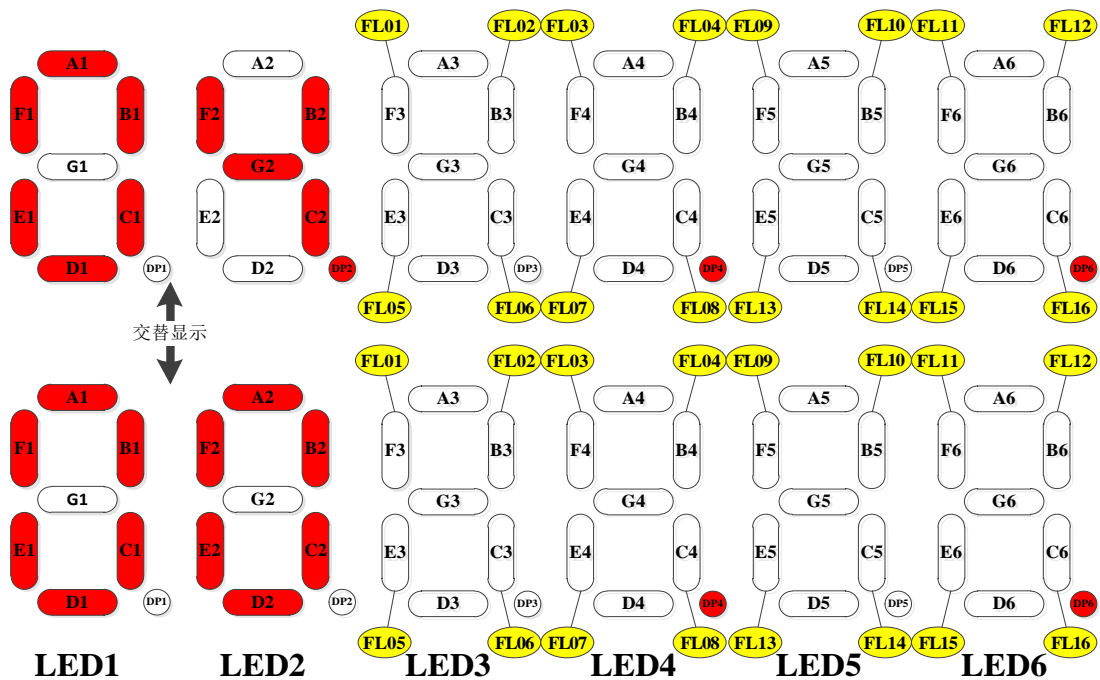 FL01 FL02 FL03 FL04 FL09 FL10 FL11 FL12
A1 A2 A3 A4 A5 A6
F1 B1 F2 B2 F3 B3 F4 B4 F5 B5 F6 B6
G1 G2 G3 G4 G5 G6
E1 C1 E2 C2 E3 C3 E4 C4 E5 C5 E6 C6
D1 DP1 D2 DP2 D3 DP3 D4 DP4 D5 DP5 D6 DP6
FL05 FL06 FL07 FL08 FL13 FL14 FL15 FL16
交替显示
FL01 FL02 FL03 FL04 FL09 FL10 FL11 FL12
A1 A2 A3 A4 A5 A6
F1 B1 F2 B2 F3 B3 F4 B4 F5 B5 F6 B6
G1 G2 G3 G4 G5 G6
E1 C1 E2 C2 E3 C3 E4 C4 E5 C5 E6 C6
D1 DP1 D2 DP2 D3 DP3 D4 DP4 D5 DP5 D6 DP6
FL05 FL06 FL07 FL08 FL13 FL14 FL15 FL16
LED1 LED2 LED3 LED4 LED5 LED6